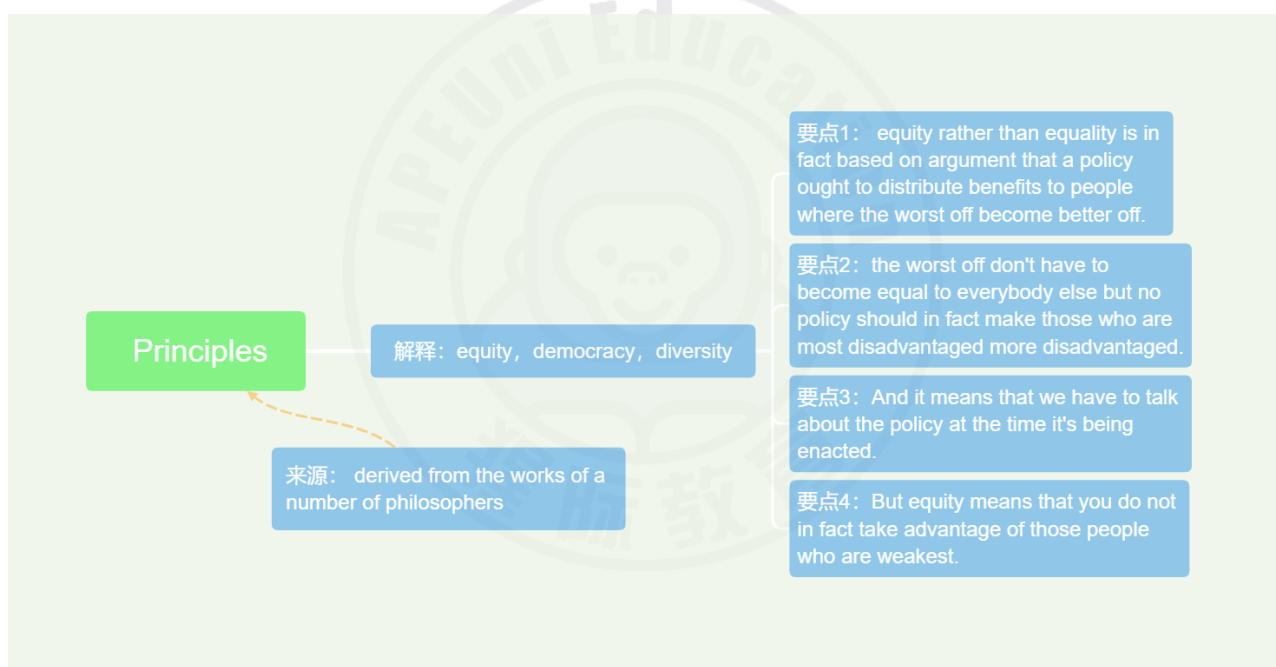 APEUni Education
要点1： equity rather than equality is in
fact based on argument that a policy
ought to distribute benefits to people
where the worst off become better off.
要点2：the worst off don't have to
become equal to everybody else but no
policy should in fact make those who are
most disadvantaged more disadvantaged.
Principles
解释：equity，democracy，diversity
要点3：And it means that we have to talk
about the policy at the time it's being
enacted.
来源： derived from the works of a
number of philosophers
要点4：But equity means that you do not
in fact take advantage of those people
who are weakest.